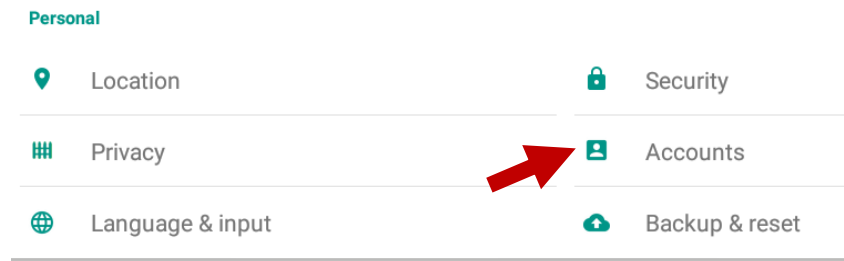 Personal
Location
Security
Privacy
Accounts
Language & input
Backup & reset